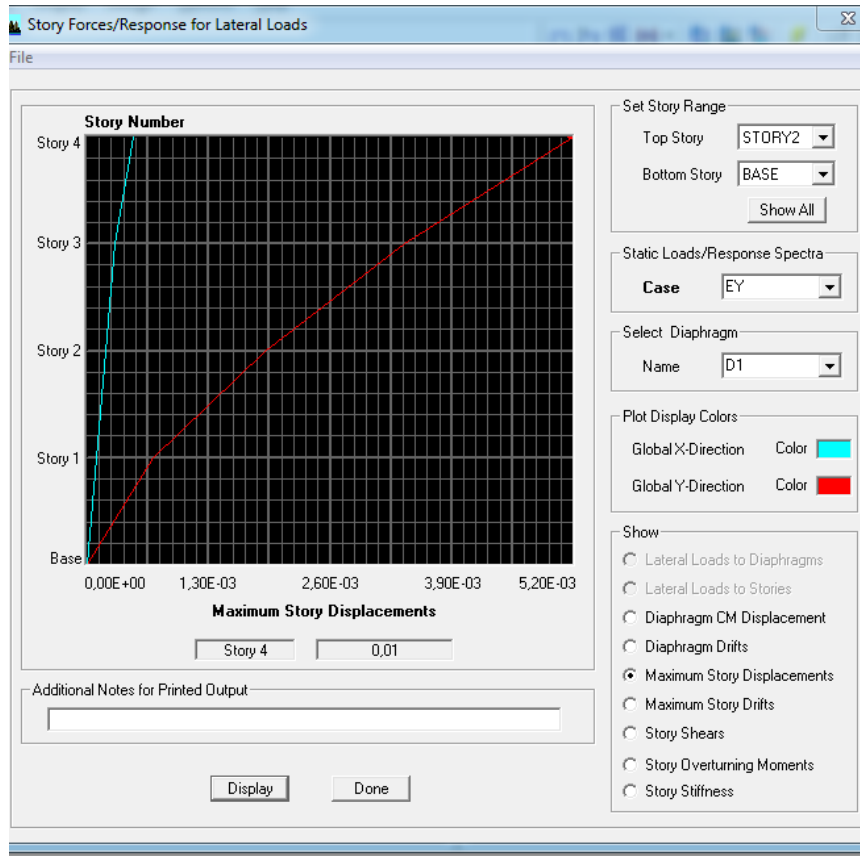 Story Forces/Response for Lateral Loads
File
Story Number
Story 4
Story 3
Story 2
Story 1
Base
0,00E+00 1,30E-03 2,60E-03 3,90E-03 5,20E-03
Maximum Story Displacements
Story 4 0,01
Additional Notes for Printed Output
Display Done
Set Story Range
Top Story STORY2
Bottom Story BASE
Show All
Static Loads/Response Spectra
Case EY
Select Diaphragm
Name D1
Plot Display Colors
Global X-Direction Color
Global Y-Direction Color
Show
Lateral Loads to Diaphragms
Lateral Loads to Stories
Diaphragm CM Displacement
Diaphragm Drifts
Maximum Story Displacements
Maximum Story Drifts
Story Shears
Story Overturning Moments
Story Stiffness